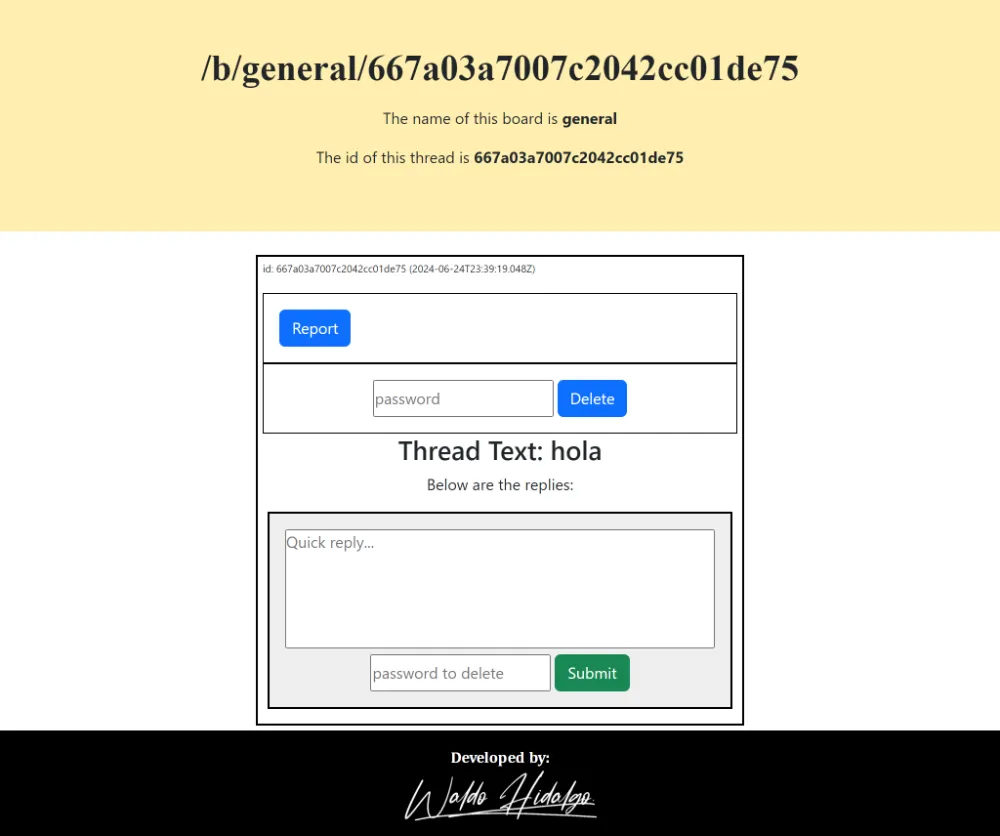 /b/general/667a03a7007c2042cc01de75
The name of this board is general
The id of this thread is 667a03a7007c2042cc01de75
id: 667a03a7007c2042cc01de75 (2024-06-24T23:39:19.048Z)
Report
password Delete
Thread Text: hola
Below are the replies:
Quick reply...
password to delete Submit
Developed by:
Waldo Hidalgo.